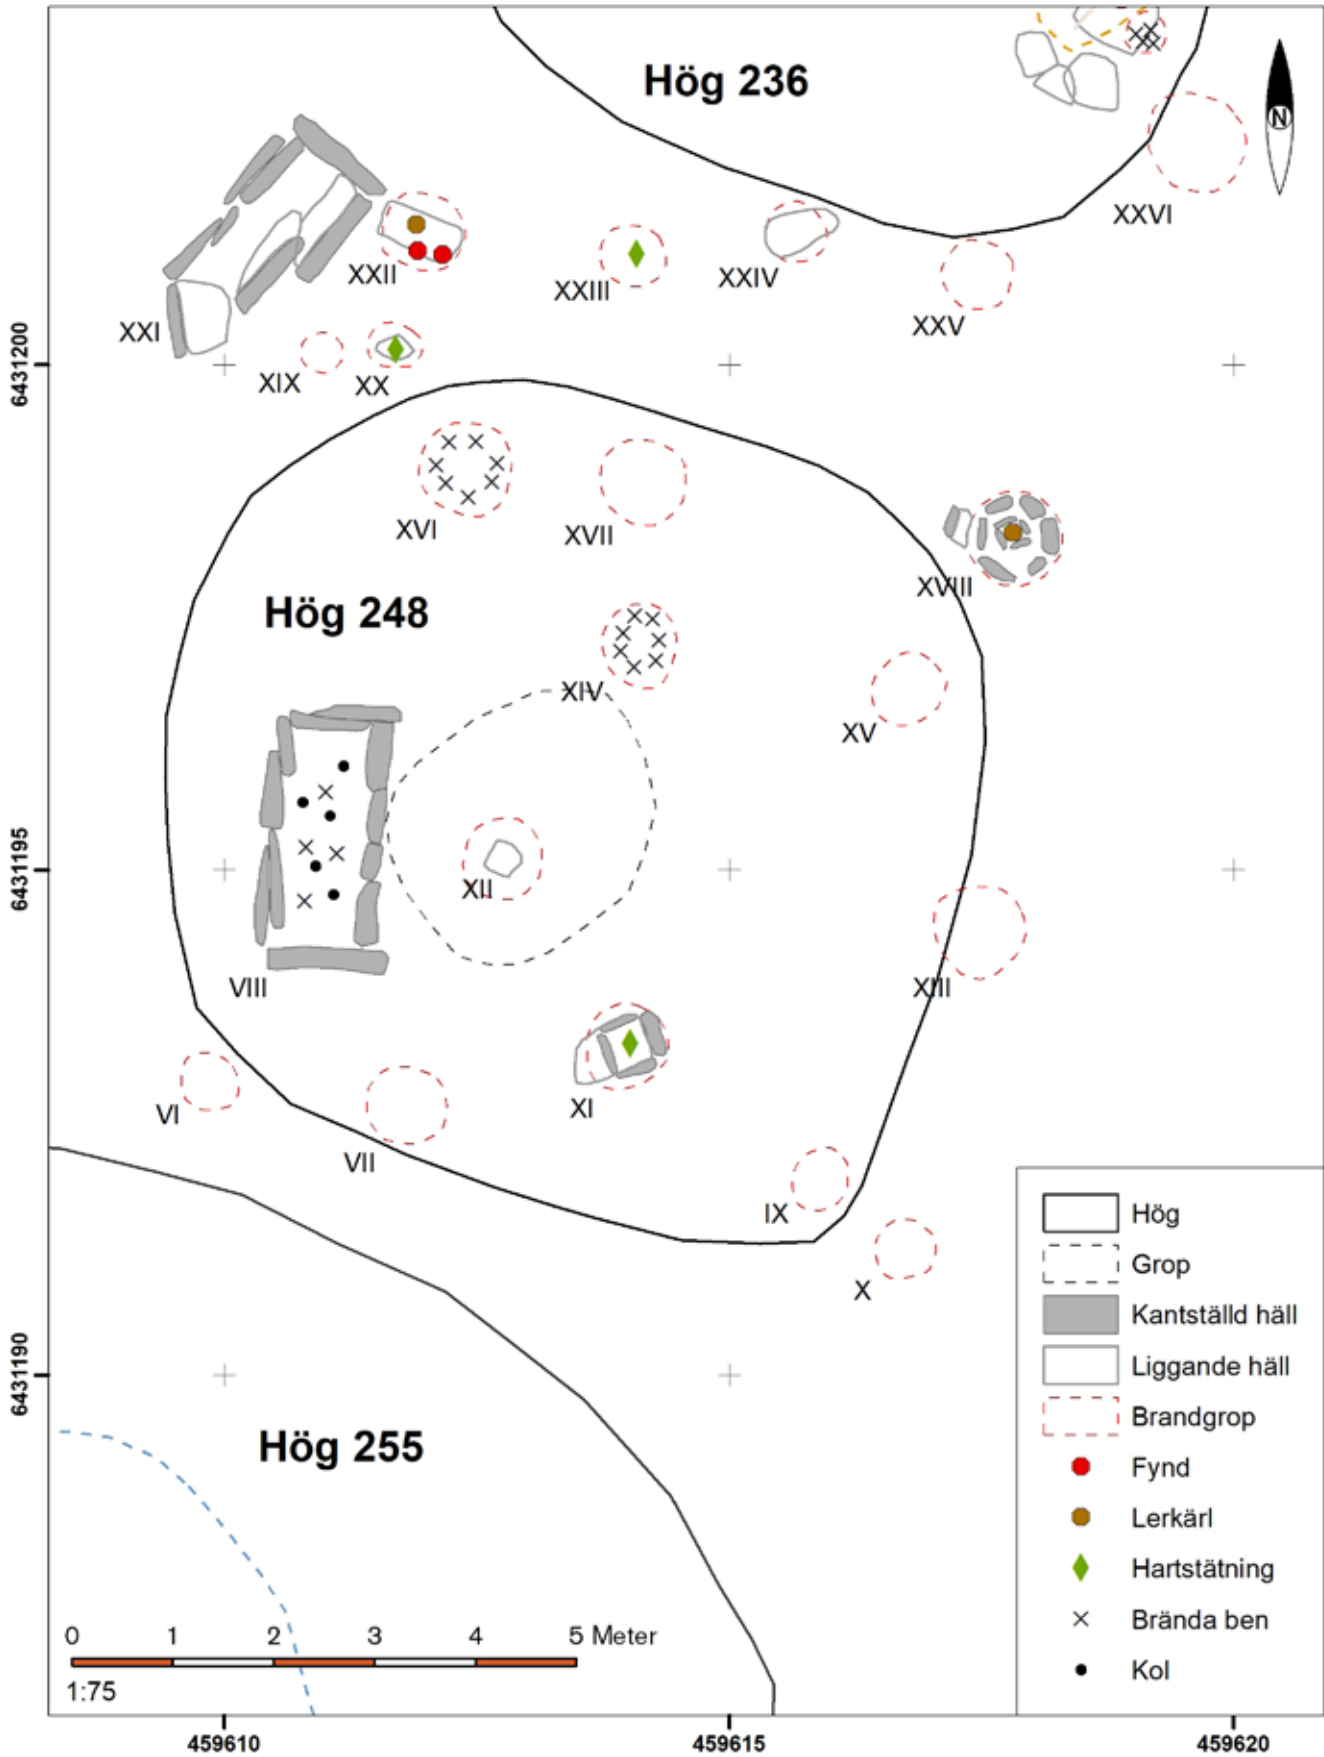 Hög 236
N
XXVI
XXII
XXIII
XXIV
XXV
XXI
XIX
XX
6431200
XVI
XVII
XVIII
Hög 248
XIV
XV
XII
6431195
VIII
XIII
XI
VI
VII
IX
X
Hög
Grop
Kantställd häll
Liggande häll
Brandgrop
Fynd
Lerkärl
Hartstätning
Brända ben
Kol
6431190
Hög 255
0 1 2 3 4 5 Meter
1:75
459610 459615 459620